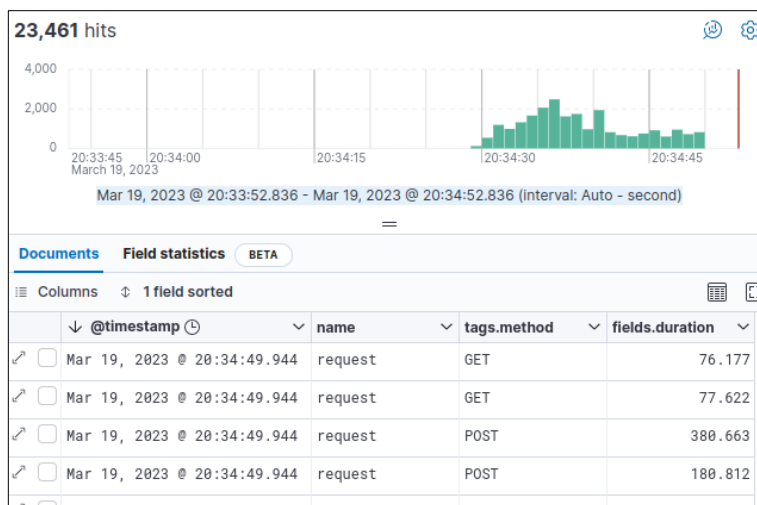 23,461 hits
4,000
2,000
0
20:33:45 20:34:00 20:34:15 20:34:30 20:34:45
March 19, 2023
Mar 19, 2023 @ 20:33:52.836 - Mar 19, 2023 @ 20:34:52.836 (interval: Auto - second)
Documents Field statistics BETA
Columns 1 field sorted
@timestamp name tags.method fields.duration
Mar 19, 2023 @ 20:34:49.944 request GET 76.177
Mar 19, 2023 @ 20:34:49.944 request GET 77.622
Mar 19, 2023 @ 20:34:49.944 request POST 380.663
Mar 19, 2023 @ 20:34:49.944 request POST 180.812